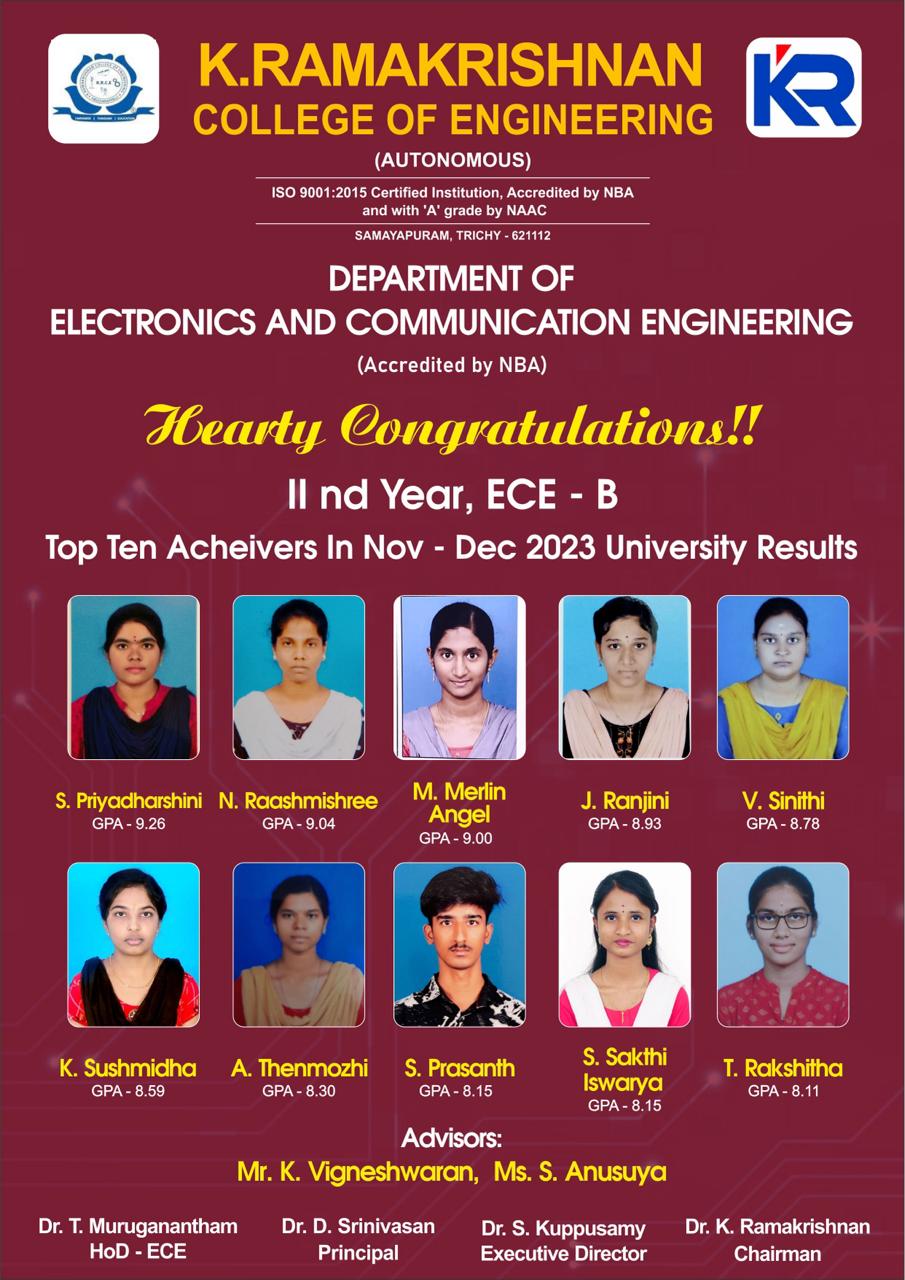 K.RAMAKRISHNAN
COLLEGE OF ENGINEERING
(AUTONOMOUS)
ISO 9001:2015 Certified Institution, Accredited by NBA
and with 'A' grade by NAAC
SAMAYAPURAM, TRICHY - 621112
KR
DEPARTMENT OF
ELECTRONICS AND COMMUNICATION ENGINEERING
(Accredited by NBA)
Hearty Congratulations!!
II nd Year, ECE - B
Top Ten Acheivers In Nov - Dec 2023 University Results
S. Priyadharshini
GPA - 9.26
N. Raashmishree
GPA - 9.04
M. Merlin
Angel
GPA - 9.00
J. Ranjini
GPA - 8.93
V. Sinithi
GPA - 8.78
K. Sushmidha
GPA - 8.59
A. Thenmozhi
GPA - 8.30
S. Prasanth
GPA - 8.15
S. Sakthi
Iswarya
GPA - 8.15
T. Rakshitha
GPA - 8.11
Advisors:
Mr. K. Vigneshwaran, Ms. S. Anusuya
Dr. T. Muruganantham
HoD - ECE
Dr. D. Srinivasan
Principal
Dr. S. Kuppusamy
Executive Director
Dr. K. Ramakrishnan
Chairman